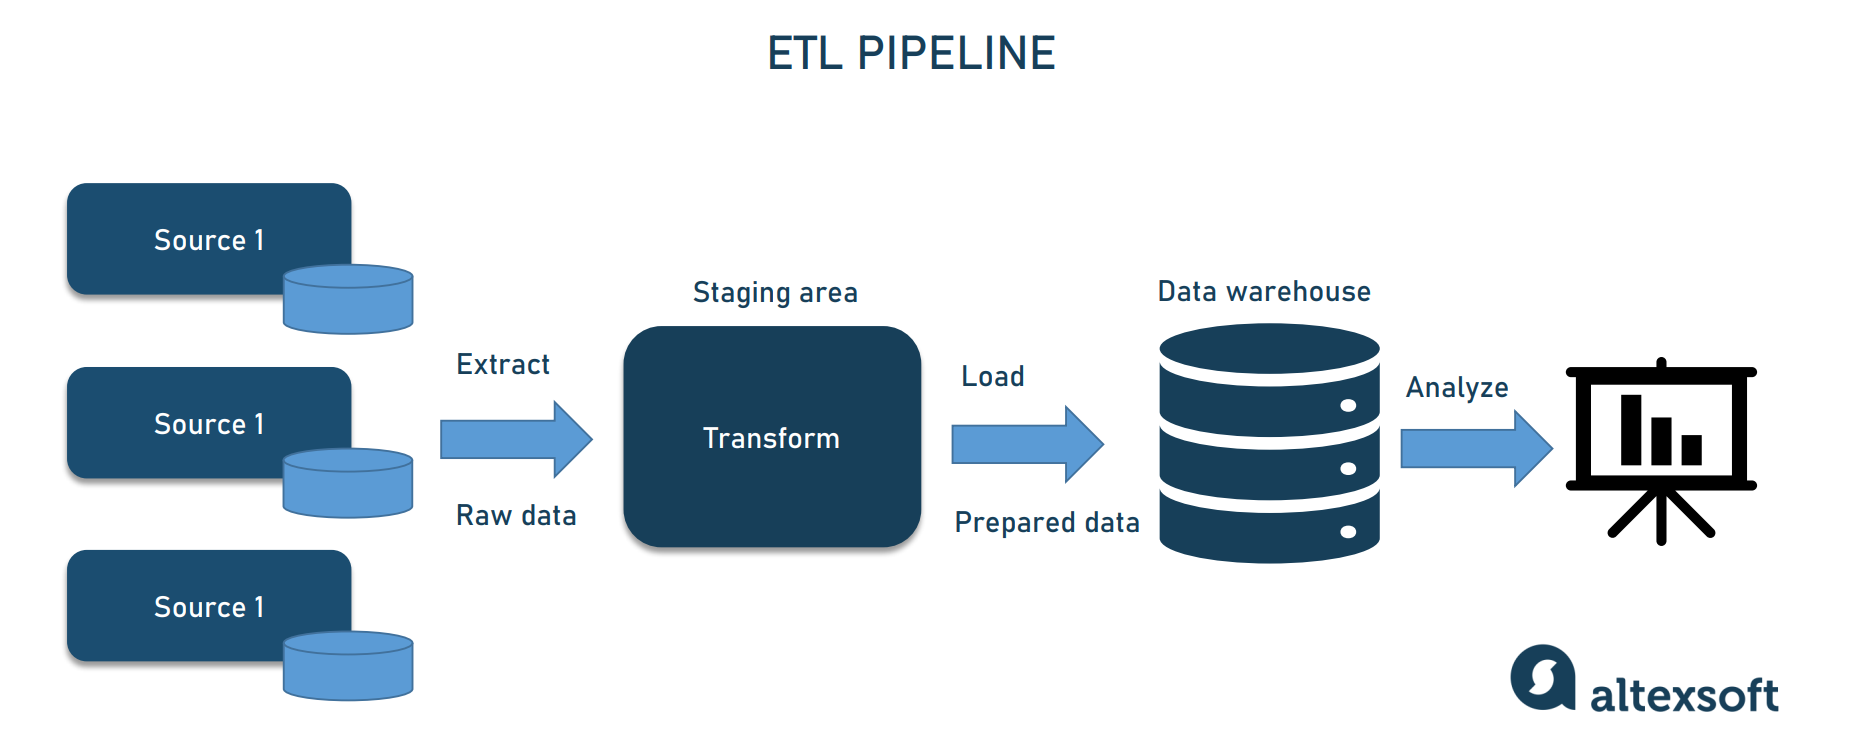 ETL PIPELINE
Source 1
Source 1
Source 1
Extract
Raw data
Staging area
Transform
Load
Prepared data
Data warehouse
Analyze
altexsoft